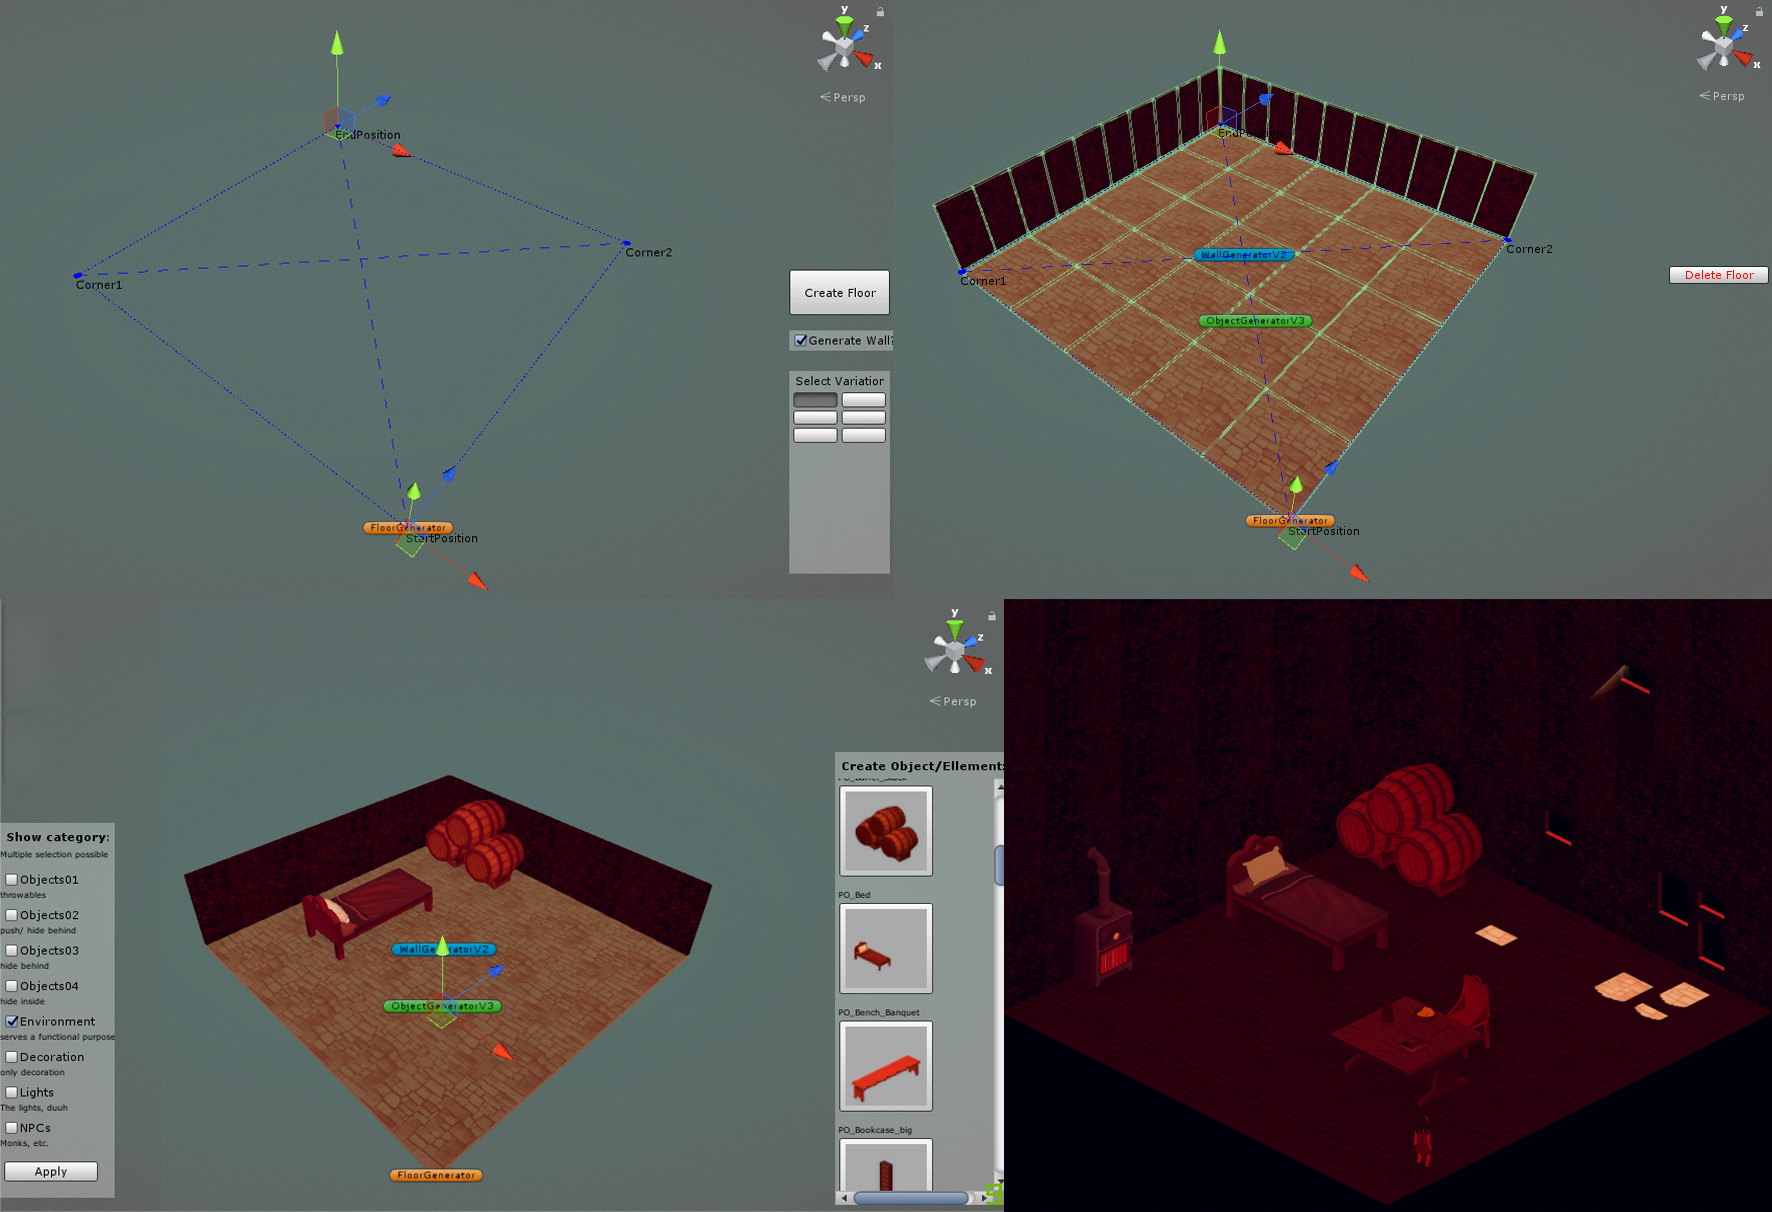 y
z
x
Persp
EndPosition
Corner2
Corner1
Create Floor
Generate Wall?
Select Variation
FloorGenerator
StartPosition
y
z
x
Persp
EndPosition
Corner2
WallGeneratorV2
Corner1
Delete Floor
ObjectGeneratorV3
FloorGenerator
StartPosition
y
z
x
Persp
Show category:
Multiple selection possible
Objects01
throwables
Objects02
push/ hide behind
Objects03
hide behind
Objects04
hide inside
Environment
serves a functional purpose
Decoration
only decoration
Lights
The lights, duuh
NPCs
Monks, etc.
Apply
WallGeneratorV2
ObjectGeneratorV3
FloorGenerator
Create Object/Ellement:
PO_Barrel_Stack
PO_Bed
PO_Bench_Banquet
PO_Bookcase_big